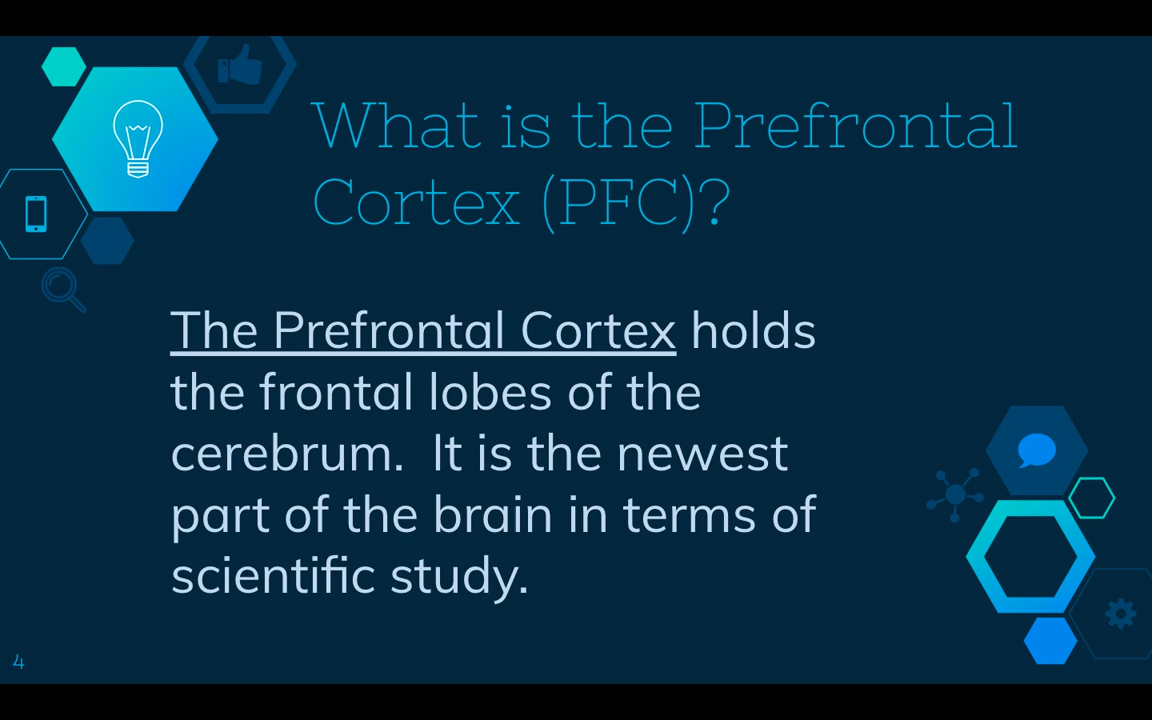 What is the Prefrontal
Cortex (PFC)?
The Prefrontal Cortex holds
the frontal lobes of the
cerebrum.  It is the newest
part of the brain in terms of
scientific study.
4